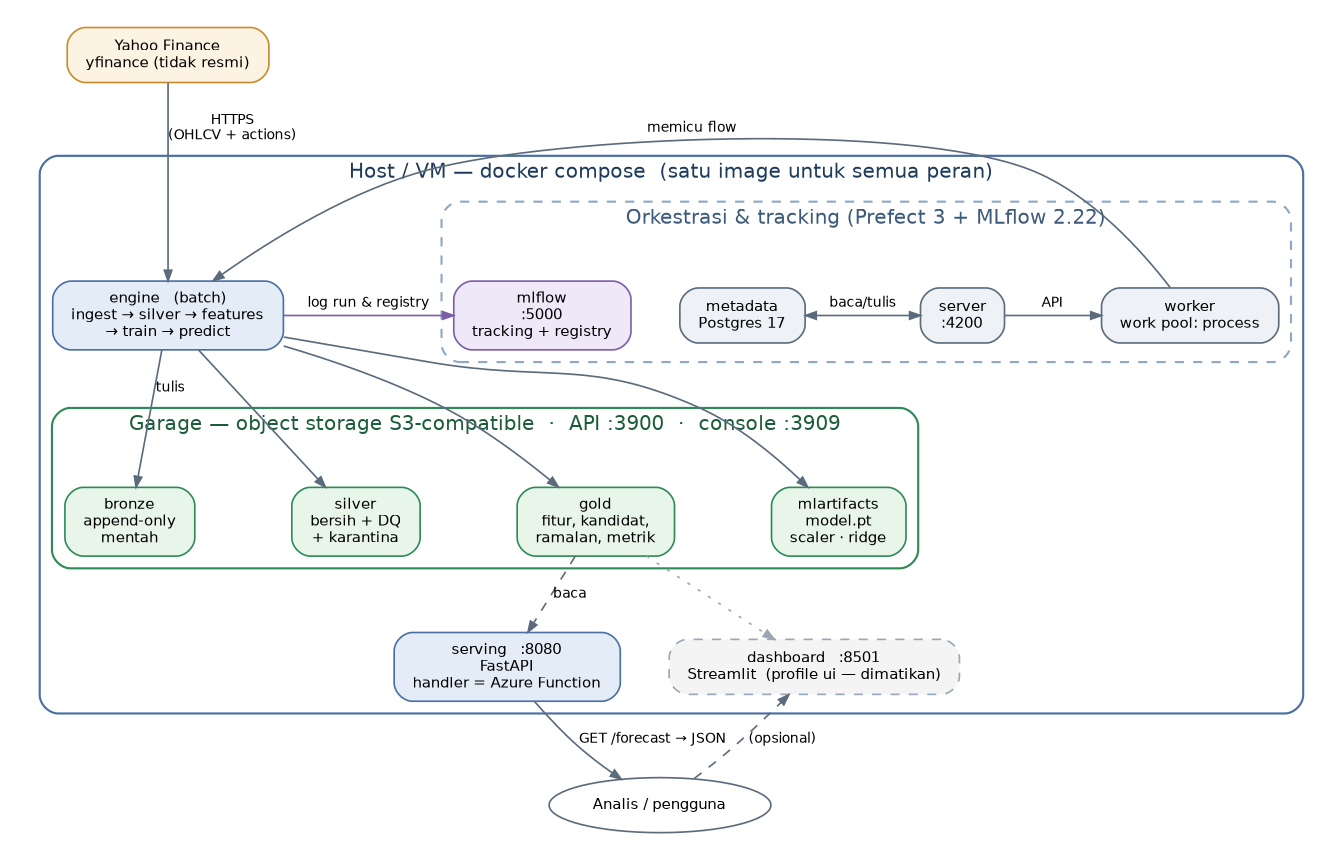 Yahoo Finance
yfinance (tidak resmi)
HTTPS
(OHLCV + actions)
memicu flow
Host / VM — docker compose  (satu image untuk semua peran)
Orkestrasi & tracking (Prefect 3 + MLflow 2.22)
engine   (batch)
ingest → silver → features
→ train → predict
log run & registry
mlflow
:5000
tracking + registry
metadata
Postgres 17
baca/tulis
server
:4200
API
worker
work pool: process
tulis
Garage — object storage S3-compatible  ·  API :3900  ·  console :3909
bronze
append-only
mentah
silver
bersih + DQ
+ karantina
gold
fitur, kandidat,
ramalan, metrik
mlartifacts
model.pt
scaler · ridge
baca
serving   :8080
FastAPI
handler = Azure Function
dashboard   :8501
Streamlit  (profile ui — dimatikan)
GET /forecast → JSON
(opsional)
Analis / pengguna